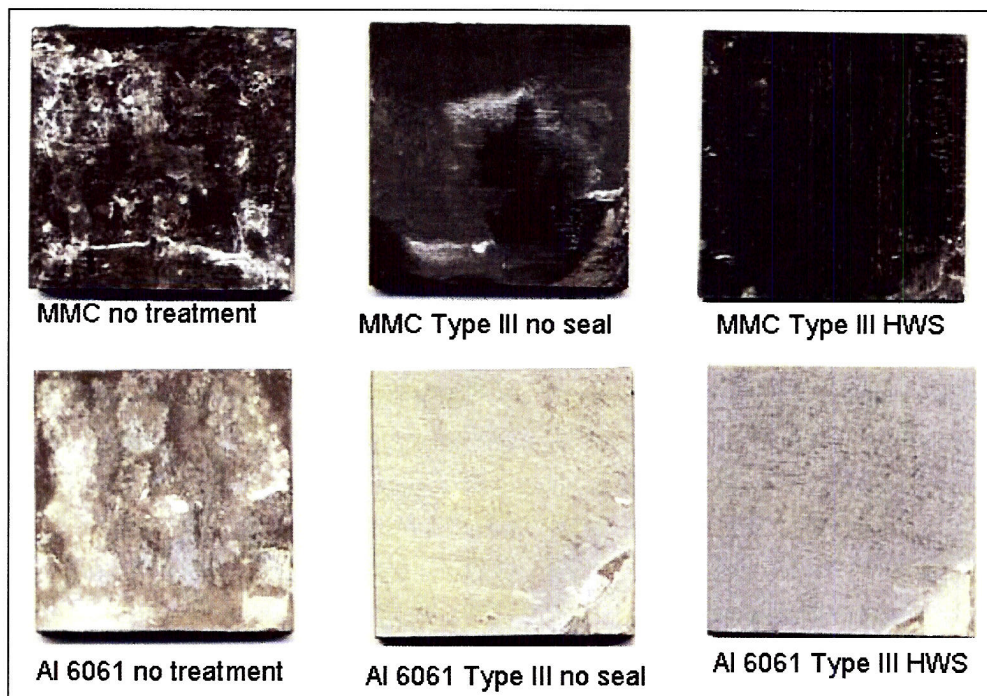 MMC no treatment
MMC Type III no seal
MMC Type III HWS
Al 6061 no treatment
Al 6061 Type III no seal
Al 6061 Type III HWS